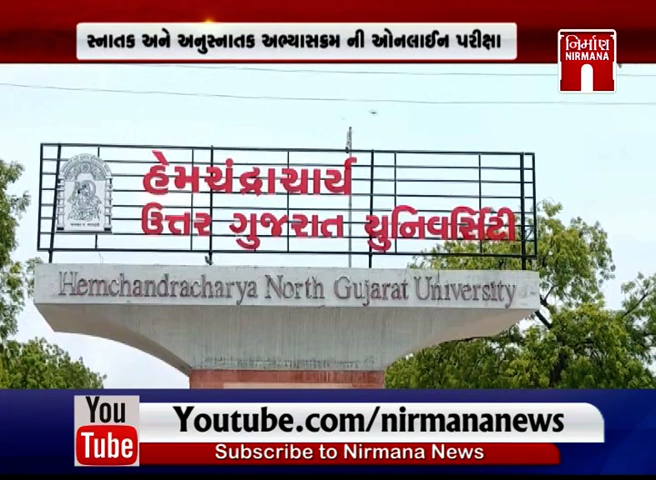 સ્નાતક અને અનુસ્નાતક અભ્યાસક્રમ ની ઓનલાઈન પરીક્ષા
નિર્માણ
NIRMANA
હેમચંદ્રાચાર્ય
ઉત્તર ગુજરાત યુનિવર્સિટી
Hemchandracharya North Gujarat University
You
Tube
Youtube.com/nirmananews
Subscribe to Nirmana News